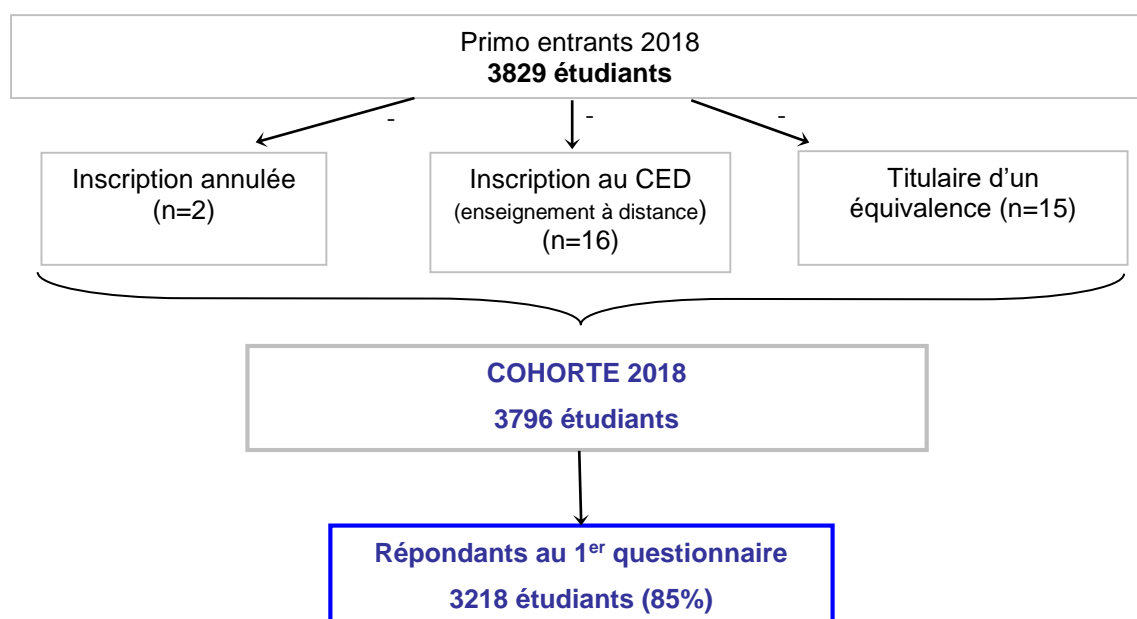 Primo entrants 2018
3829 étudiants
-
-
-
Inscription annulée
(n=2)
Inscription au CED
(enseignement à distance)
(n=16)
Titulaire d'un
équivalence (n=15)
COHORTE 2018
3796 étudiants
Répondants au 1er questionnaire
3218 étudiants (85%)